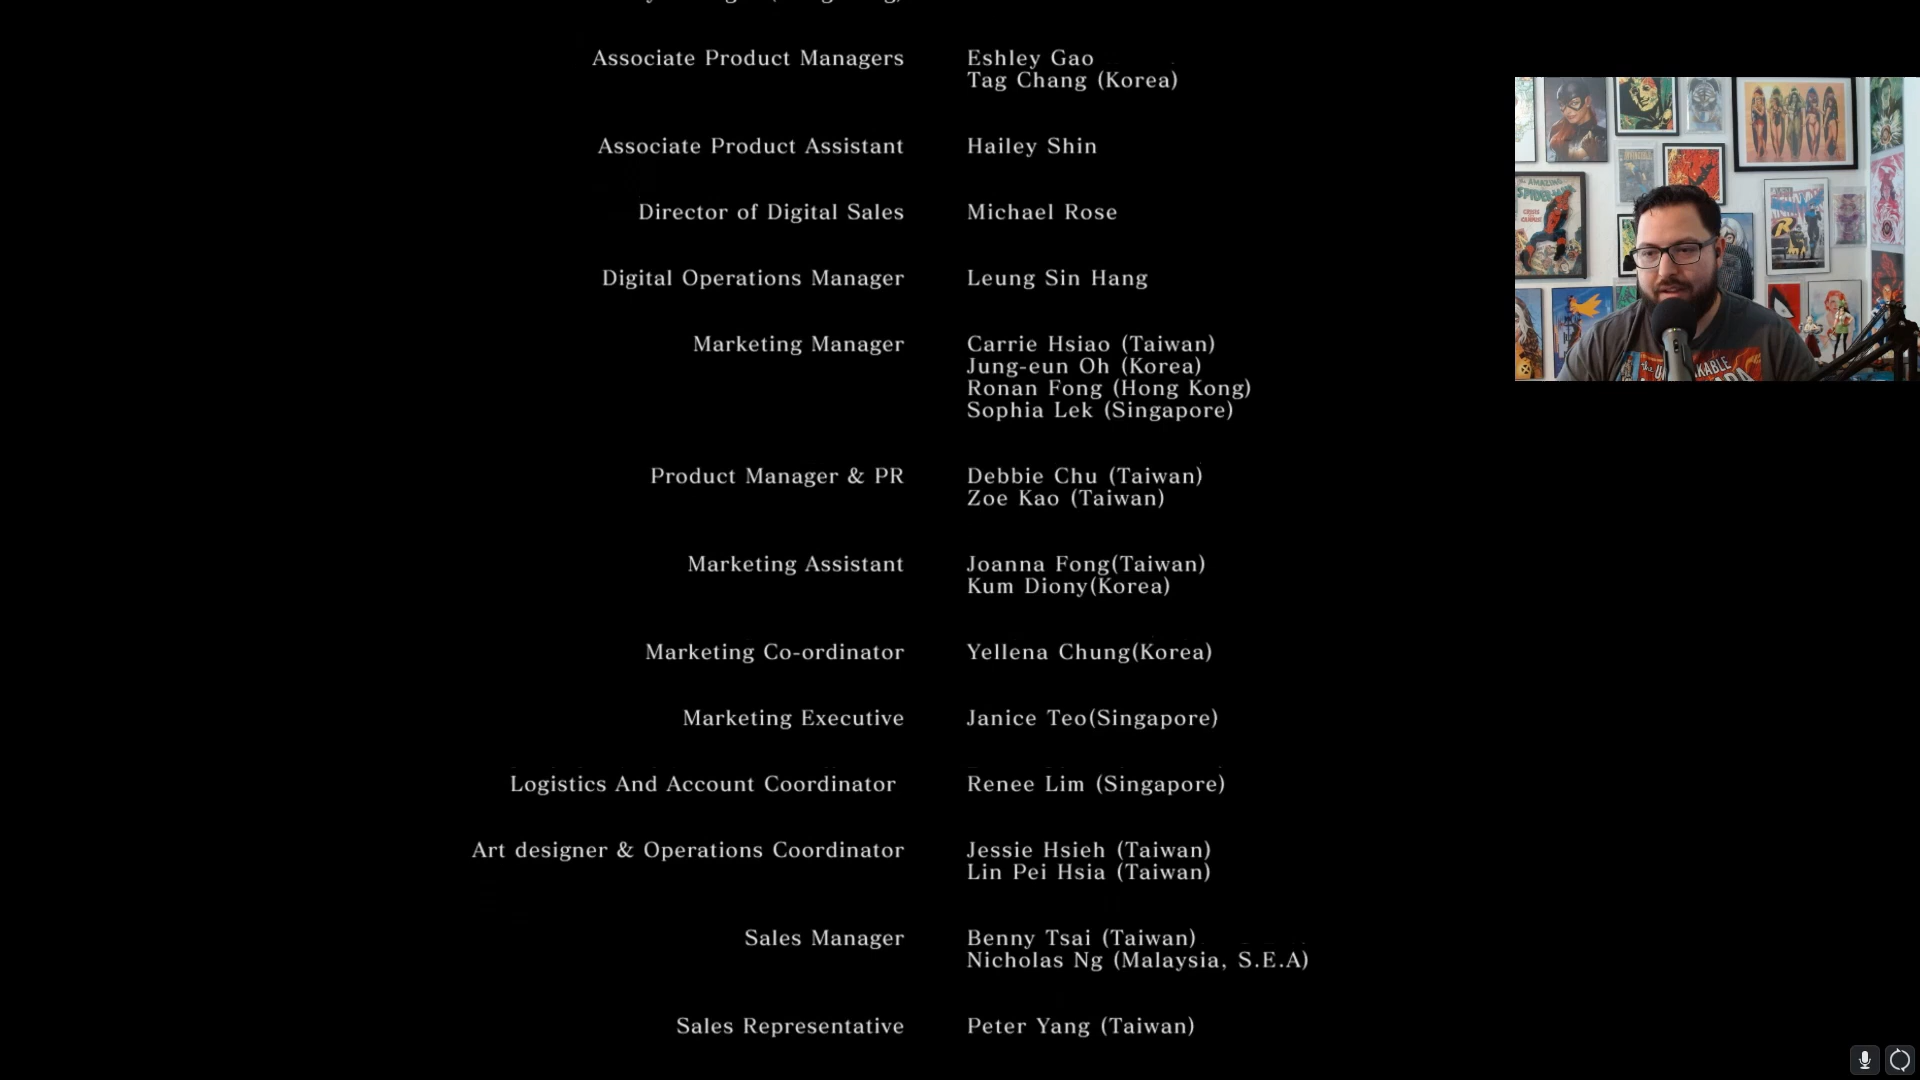 Associate Product Managers Eshley Gao
Tag Chang (Korea)
Associate Product Assistant Hailey Shin
Director of Digital Sales Michael Rose
Digital Operations Manager Leung Sin Hang
Marketing Manager Carrie Hsiao (Taiwan)
Jung-eun Oh (Korea)
Ronan Fong (Hong Kong)
Sophia Lek (Singapore)
Product Manager & PR Debbie Chu (Taiwan)
Zoe Kao (Taiwan)
Marketing Assistant Joanna Fong(Taiwan)
Kum Diony(Korea)
Marketing Co-ordinator Yellena Chung(Korea)
Marketing Executive Janice Teo(Singapore)
Logistics And Account Coordinator Renee Lim (Singapore)
Art designer & Operations Coordinator Jessie Hsieh (Taiwan)
Lin Pei Hsia (Taiwan)
Sales Manager Benny Tsai (Taiwan)
Nicholas Ng (Malaysia, S.E.A)
Sales Representative Peter Yang (Taiwan)
AMAZING